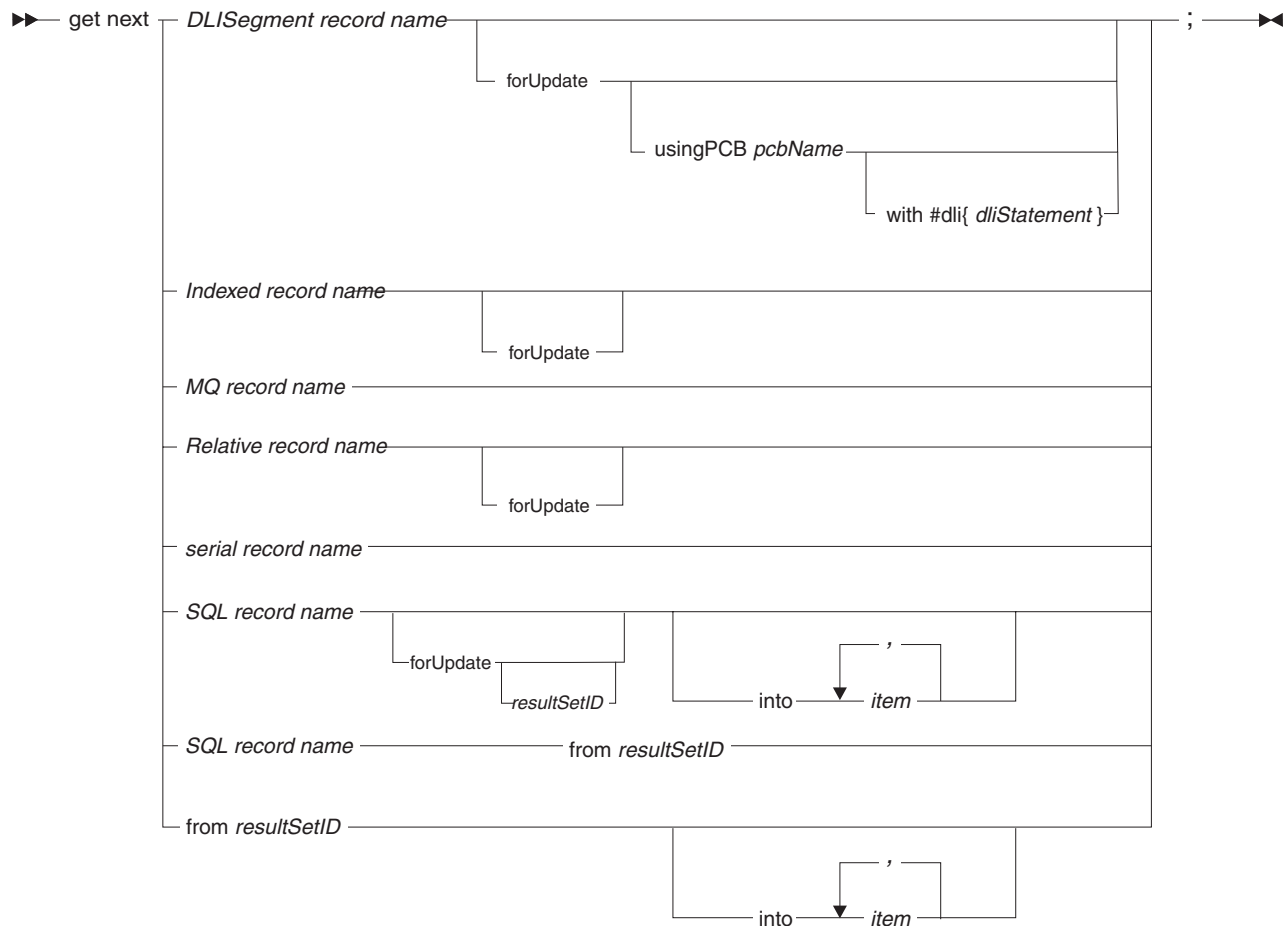 get next DLISegment record name ;
forUpdate
usingPCB pcbName
with #dli{ dliStatement }
Indexed record name
forUpdate
MQ record name
Relative record name
forUpdate
serial record name
SQL record name
,
forUpdate
resultSetID
into item
SQL record name from resultSetID
from resultSetID
,
into item